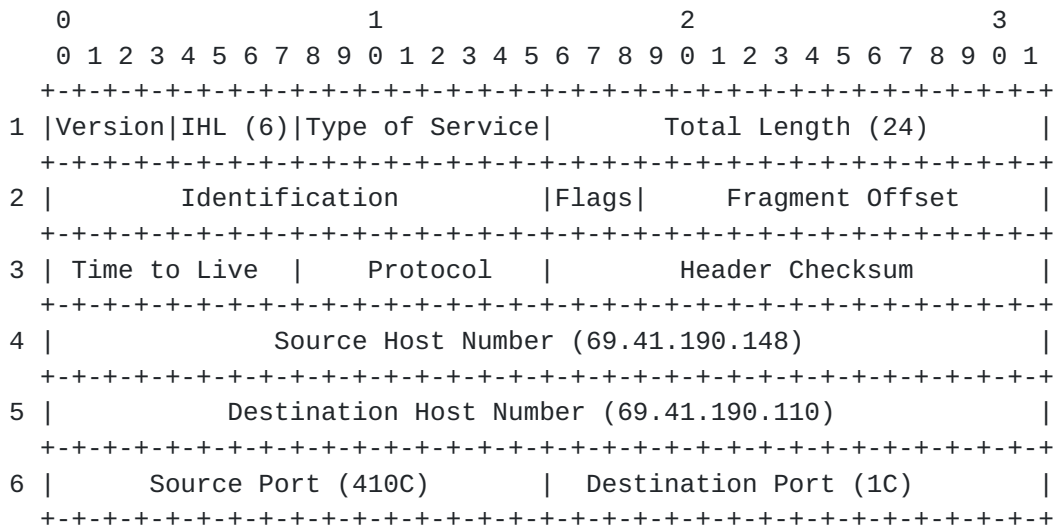 0                   1                   2                   3
    0 1 2 3 4 5 6 7 8 9 0 1 2 3 4 5 6 7 8 9 0 1 2 3 4 5 6 7 8 9 0 1
   +-+-+-+-+-+-+-+-+-+-+-+-+-+-+-+-+-+-+-+-+-+-+-+-+-+-+-+-+-+-+-+-+
1 |Version|IHL (6)|Type of Service|       Total Length (24)       |
   +-+-+-+-+-+-+-+-+-+-+-+-+-+-+-+-+-+-+-+-+-+-+-+-+-+-+-+-+-+-+-+-+
2 |        Identification         |Flags|     Fragment Offset     |
   +-+-+-+-+-+-+-+-+-+-+-+-+-+-+-+-+-+-+-+-+-+-+-+-+-+-+-+-+-+-+-+-+
3 | Time to Live  |    Protocol   |        Header Checksum        |
   +-+-+-+-+-+-+-+-+-+-+-+-+-+-+-+-+-+-+-+-+-+-+-+-+-+-+-+-+-+-+-+-+
4 |              Source Host Number (69.41.190.148)               |
   +-+-+-+-+-+-+-+-+-+-+-+-+-+-+-+-+-+-+-+-+-+-+-+-+-+-+-+-+-+-+-+-+
5 |           Destination Host Number (69.41.190.110)             |
   +-+-+-+-+-+-+-+-+-+-+-+-+-+-+-+-+-+-+-+-+-+-+-+-+-+-+-+-+-+-+-+-+
6 |      Source Port (410C)       |  Destination Port (1C)        |
   +-+-+-+-+-+-+-+-+-+-+-+-+-+-+-+-+-+-+-+-+-+-+-+-+-+-+-+-+-+-+-+-+